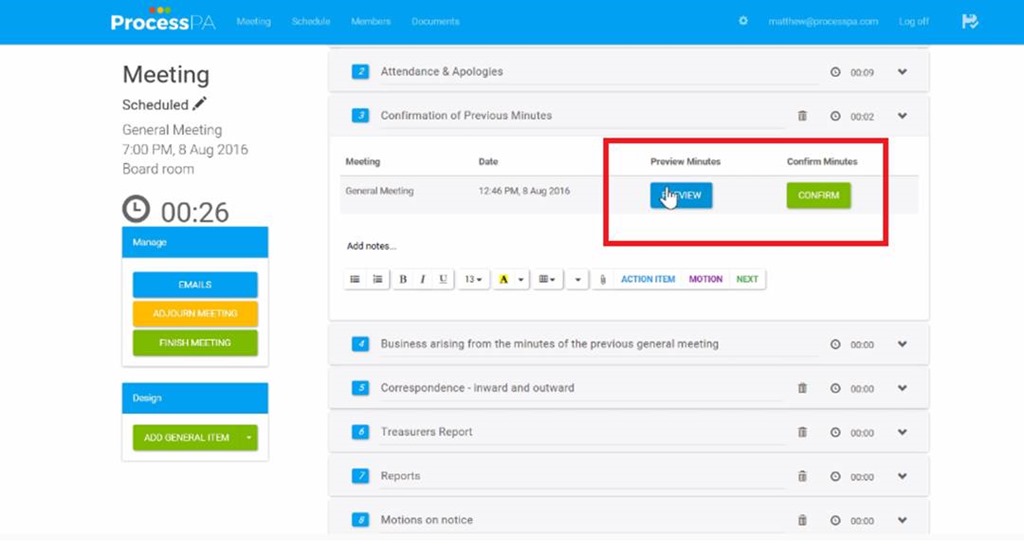 ProcessPA Meeting Schedule Members Documents matthew@processpa.com Log off
Meeting
Scheduled
General Meeting
7:00 PM, 8 Aug 2016
Board room
00:26
Manage
EMAILS
ADJOURN MEETING
FINISH MEETING
Design
ADD GENERAL ITEM
2 Attendance & Apologies 00:09
3 Confirmation of Previous Minutes 00:02
Meeting Date Preview Minutes Confirm Minutes
General Meeting 12:46 PM, 8 Aug 2016 CONFIRM
Add notes...
B I U 13 A ACTION ITEM MOTION NEXT
4 Business arising from the minutes of the previous general meeting 00:00
5 Correspondence - inward and outward 00:00
6 Treasurers Report 00:00
7 Reports 00:00
8 Motions on notice 00:00